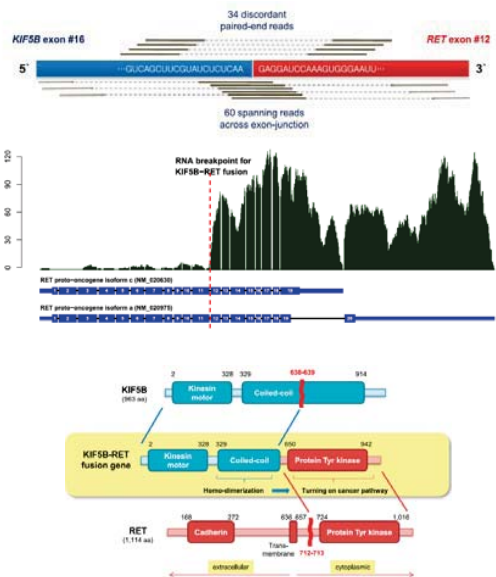 34 discordant
paired-end reads
KIF5B exon #16
RET exon #12
5`
···GUCAGCUUCGUAUCUCUCAA
GAGGAUCCAAAGUGGGAAUU···
3`
60 spanning reads
across exon-junction
RNA breakpoint for
KIF5B−RET fusion
120
90
60
30
0
RET proto−oncogene isoform c (NM_020630)
RET proto−oncogene isoform a (NM_020975)
2 328 329 638-639 914
KIF5B
(963 aa)
Kinesin
motor
Coiled-coil
KIF5B-RET
fusion gene
2 328 329 650 942
Kinesin
motor
Coiled-coil
Protein Tyr kinase
Homo-dimerization
Turning on cancer pathway
RET
(1,114 aa)
168 272 636 657 724 1,016
Cadherin
Protein Tyr kinase
Trans-
membrane
712-713
extracellular
cytoplasmic